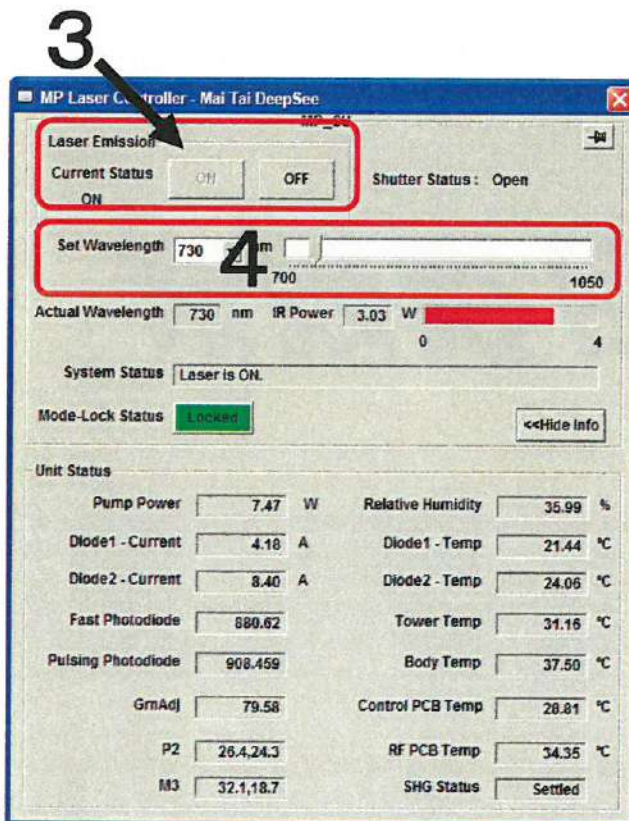 3
MP Laser Controller - Mai Tai DeepSee
Laser Emission
Current Status ON OFF Shutter Status : Open
ON
Set Wavelength 730 nm
4
700 1050
Actual Wavelength 730 nm IR Power 3.03 W
0 4
System Status Laser is ON.
Mode-Lock Status Locked <<Hide Info
Unit Status
Pump Power 7.47 W Relative Humidity 35.99 %
Diode1 - Current 4.18 A Diode1 - Temp 21.44 °C
Diode2 - Current 8.40 A Diode2 - Temp 24.06 °C
Fast Photodiode 880.62 Tower Temp 31.16 °C
Pulsing Photodiode 908.459 Body Temp 37.50 °C
GrnAdj 79.58 Control PCB Temp 28.81 °C
P2 26.4,24.3 RF PCB Temp 34.35 °C
M3 32.1,18.7 SHG Status Settled